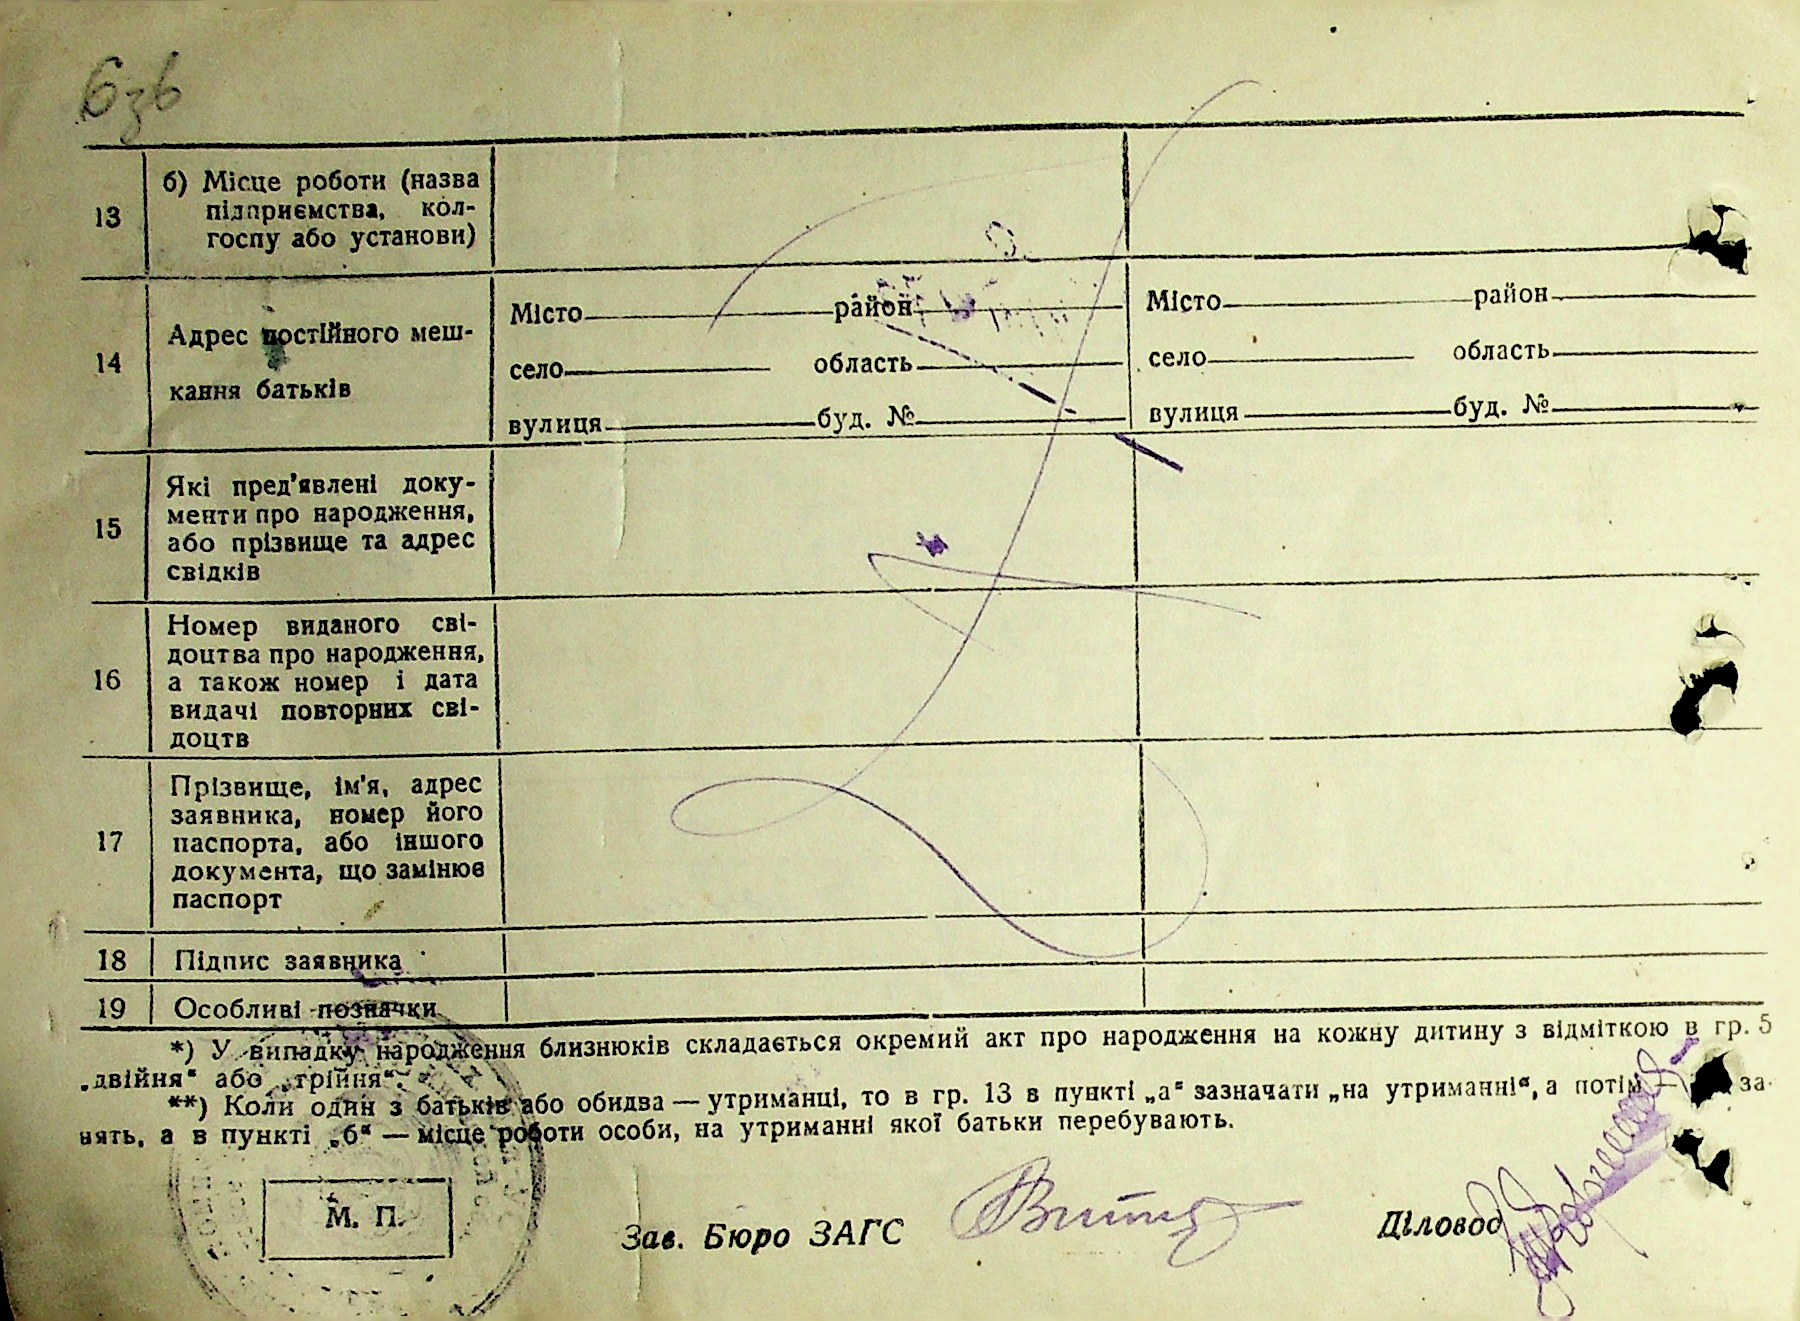 6зв
13
б) Місце роботи (назва
підприємства, кол-
госпу або установи)
14
Адрес постійного меш-
кання батьків
Місто район Місто район
село область село область
вулиця буд. № вулиця буд. №
15
Які пред'явлені доку-
менти про народження,
або прізвище та адрес
свідків
16
Номер виданого сві-
доцтва про народження,
а також номер і дата
видачі повторних сві-
доцтв
17
Прізвище, ім'я, адрес
заявника, номер його
паспорта, або іншого
документа, що замінює
паспорт
18 Підпис заявника
19 Особливі позначки
*) У випадку народження близнюків складається окремий акт про народження на кожну дитину з відміткою в гр. 5
„двійня“ або „трійня“.
**) Коли один з батьків або обидва — утриманці, то в гр. 13 в пункті „а“ зазначати „на утриманні“, а потім — за-
нять, а в пункті „б“ — місце роботи особи, на утриманні якої батьки перебувають.
М. П.
Зав. Бюро ЗАГС
Діловод